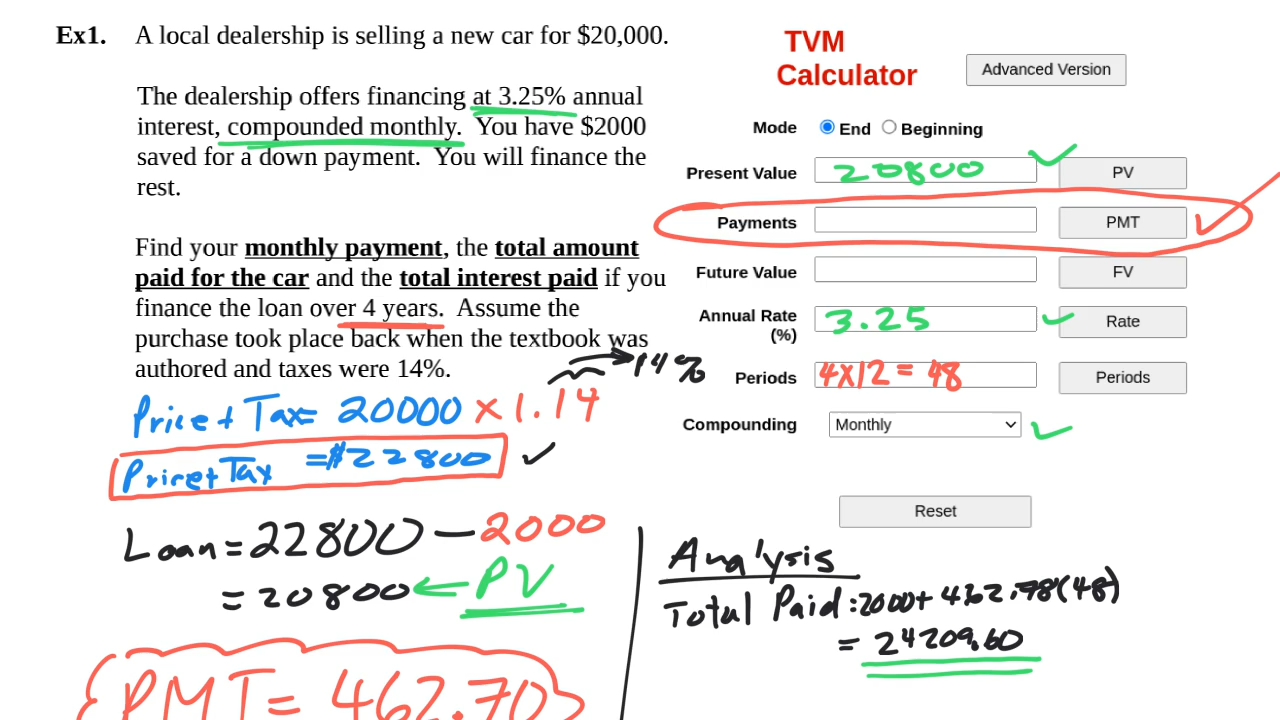 Ex1. A local dealership is selling a new car for $20,000.
The dealership offers financing at 3.25% annual
interest, compounded monthly. You have $2000
saved for a down payment. You will finance the
rest.
Find your monthly payment, the total amount
paid for the car and the total interest paid if you
finance the loan over 4 years. Assume the
purchase took place back when the textbook was
authored and taxes were 14%.
14%
Price + Tax = 20000 x 1.14
Price + Tax = $22800
Loan = 22800 - 2000
= 20800 ← PV
PMT = 462.70
TVM
Calculator
Advanced Version
Mode End Beginning
Present Value 20800 PV
Payments PMT
Future Value FV
Annual Rate
(%) 3.25 Rate
Periods 4x12 = 48 Periods
Compounding Monthly
Reset
Analysis
Total Paid: 2000 + 462.78(48)
= 24209.60